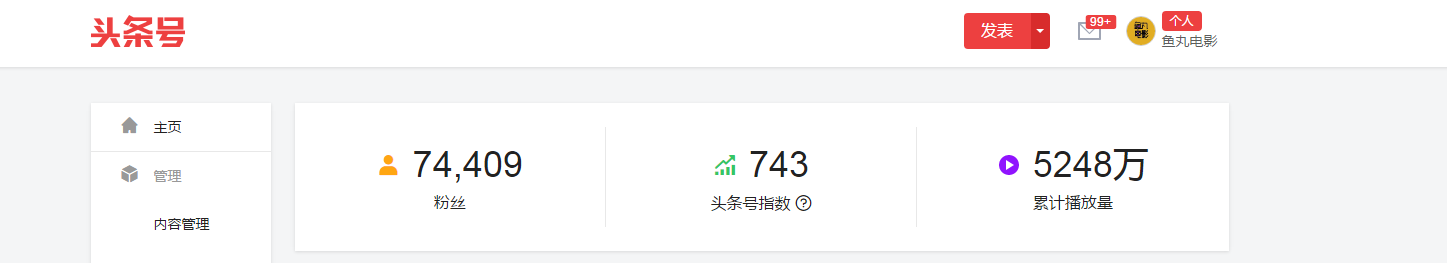 头条号
发表
99+
个人
鱼丸电影
主页
管理
内容管理
74,409
粉丝
743
头条号指数
5248万
累计播放量